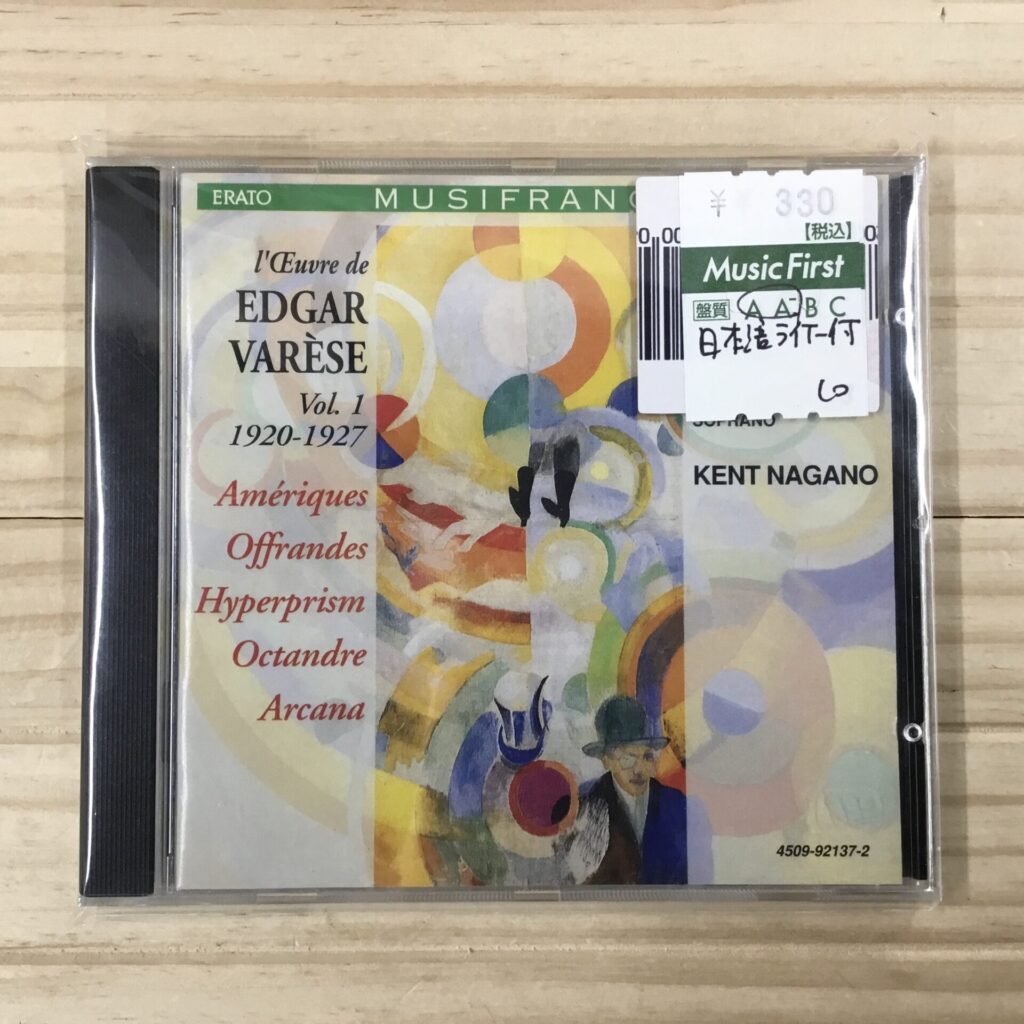 ERATO
MUSIFRANC
l'Œuvre de
EDGAR
VARÈSE
Vol. 1
1920-1927
Amériques
Offrandes
Hyperprism
Octandre
Arcana
¥ 330
【税込】
Music First
盤質 A A- B C
日本語ライナー付
SOPRANO
KENT NAGANO
4509-92137-2